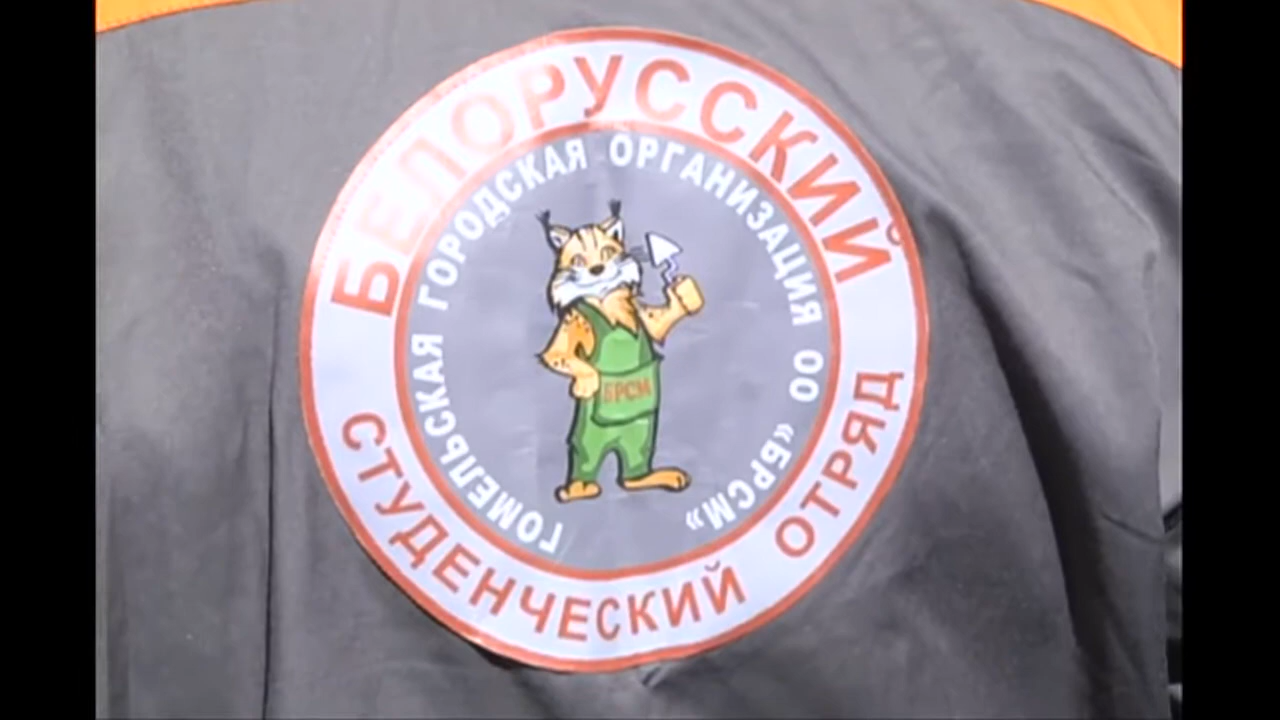 БЕЛОРУССКИЙ
СТУДЕНЧЕСКИЙ ОТРЯД
ГОМЕЛЬСКАЯ ГОРОДСКАЯ ОРГАНИЗАЦИЯ ОО «БРСМ»
БРСМ